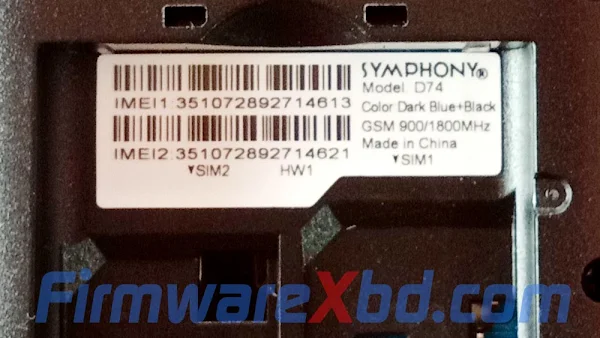 SYMPHONY®
Model. D74
IMEI1:351072892714613
Color Dark Blue+Black
GSM 900/1800MHz
IMEI2:351072892714621
Made in China
SIM2
HW1
SIM1
FirmwareXbd.com